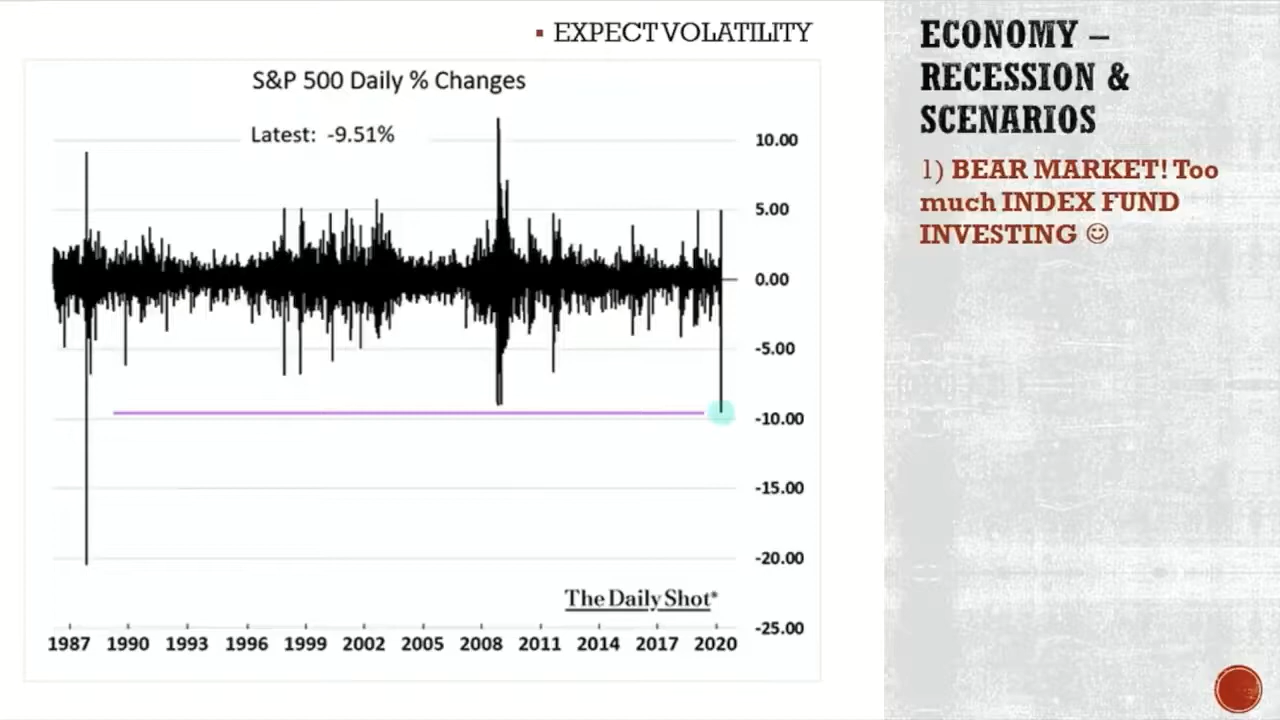 ▪ EXPECT VOLATILITY
S&P 500 Daily % Changes
Latest: -9.51%
10.00
5.00
0.00
-5.00
-10.00
-15.00
-20.00
-25.00
The Daily Shot®
1987 1990 1993 1996 1999 2002 2005 2008 2011 2014 2017 2020
ECONOMY –
RECESSION &
SCENARIOS
1) BEAR MARKET! Too
much INDEX FUND
INVESTING ☺